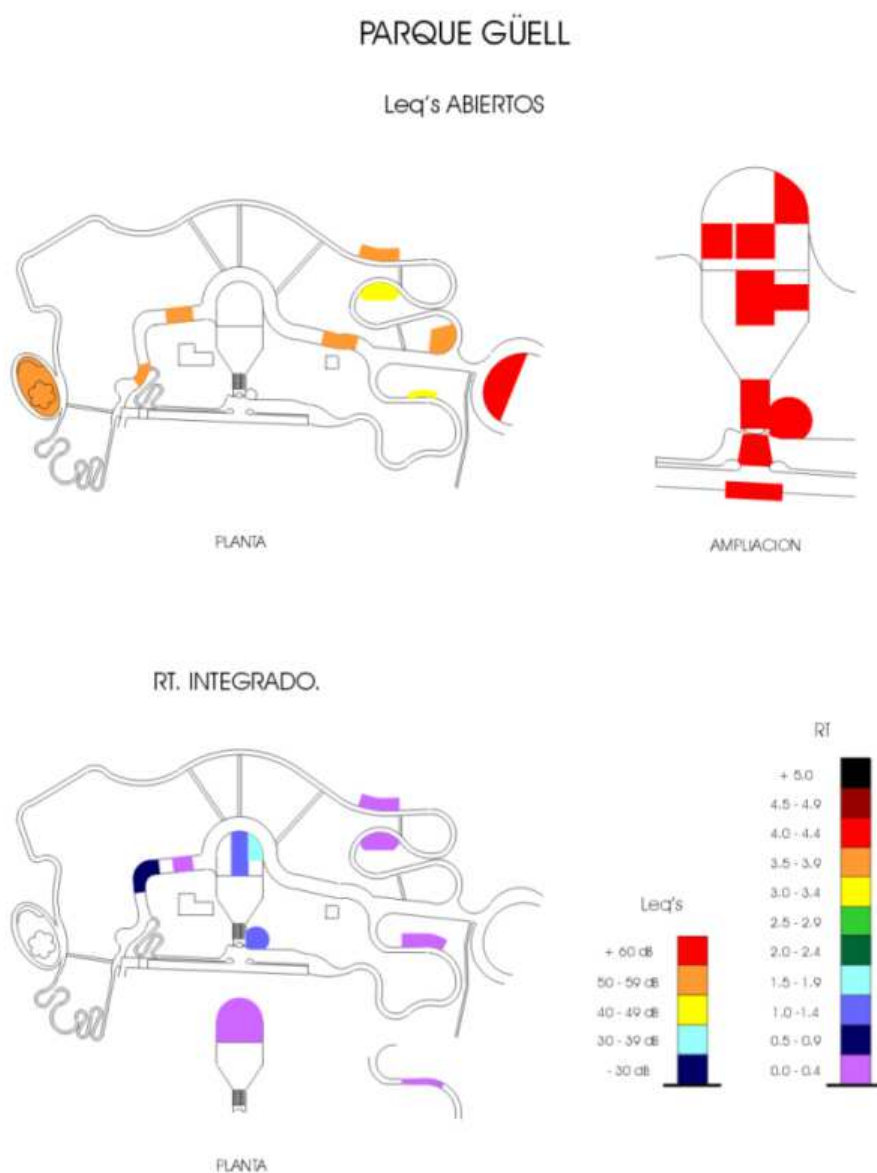 PARQUE GÜELL
Leq's ABIERTOS
PLANTA
AMPLIACION
RT. INTEGRADO.
RT
+ 5.0
4.5 - 4.9
4.0 - 4.4
3.5 - 3.9
3.0 - 3.4
2.5 - 2.9
2.0 - 2.4
1.5 - 1.9
1.0 - 1.4
0.5 - 0.9
0.0 - 0.4
Leq's
+ 60 dB
50 - 59 dB
40 - 49 dB
30 - 39 dB
- 30 dB
PLANTA